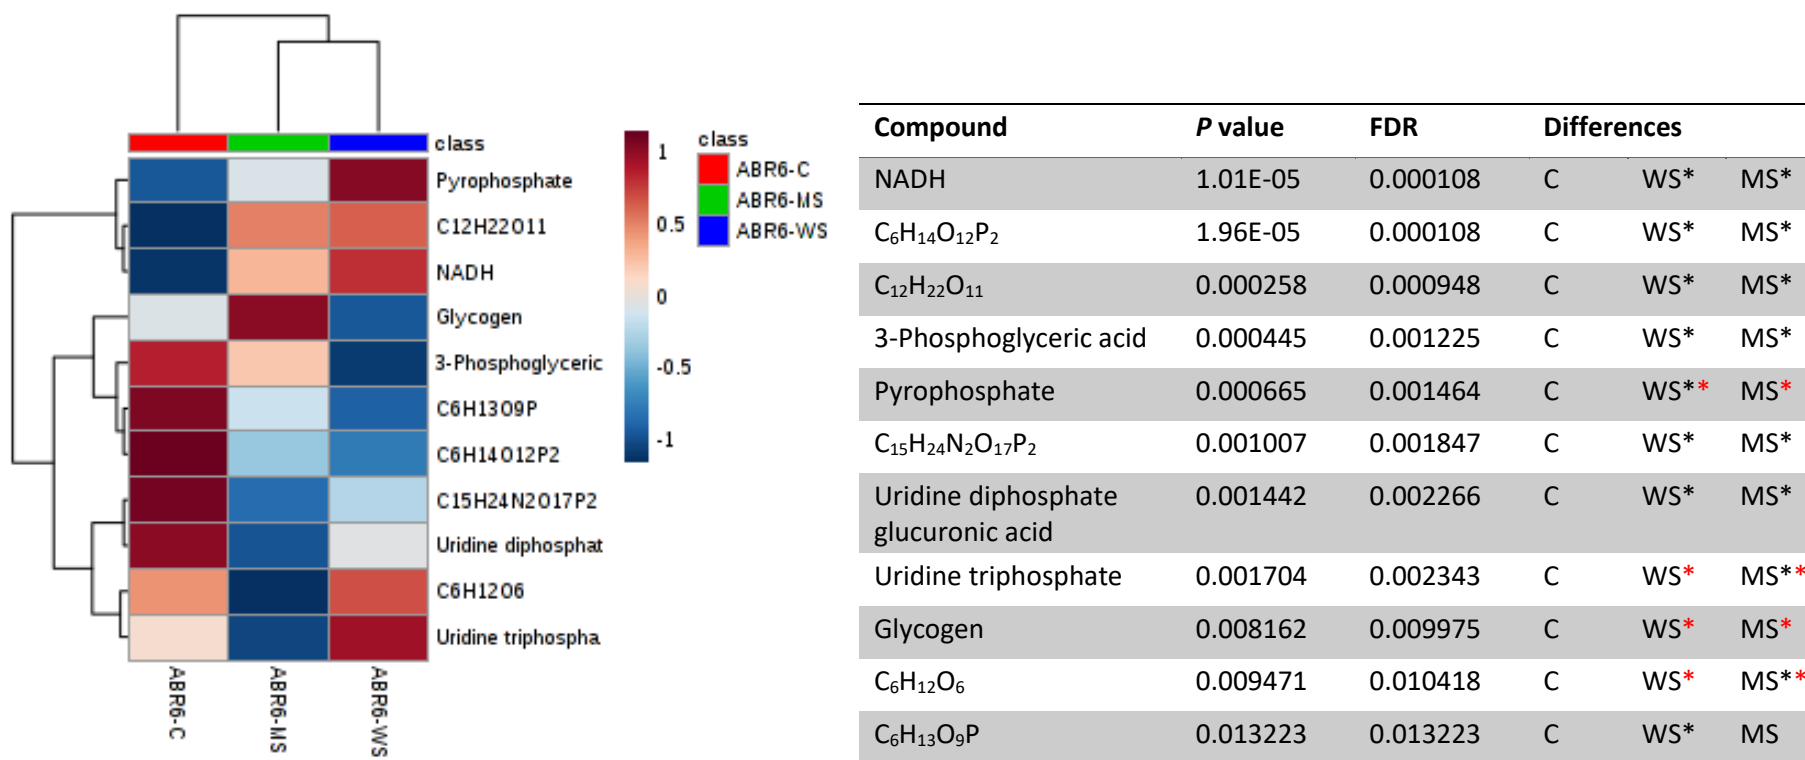 class
Pyrophosphate
C12H22O11
NADH
Glycogen
3-Phosphoglyceric
C6H13O9P
C6H14O12P2
C15H24N2O17P2
Uridine diphosphat
C6H12O6
Uridine triphospha
ABR6-C
ABR6-MS
ABR6-WS
1
0.5
0
-0.5
-1
class
ABR6-C
ABR6-MS
ABR6-WS
Compound P value FDR Differences
NADH 1.01E-05 0.000108 C WS* MS*
C₆H₁₄O₁₂P₂ 1.96E-05 0.000108 C WS* MS*
C₁₂H₂₂O₁₁ 0.000258 0.000948 C WS* MS*
3-Phosphoglyceric acid 0.000445 0.001225 C WS* MS*
Pyrophosphate 0.000665 0.001464 C WS** MS*
C₁₅H₂₄N₂O₁₇P₂ 0.001007 0.001847 C WS* MS*
Uridine diphosphate 0.001442 0.002266 C WS* MS*
glucuronic acid
Uridine triphosphate 0.001704 0.002343 C WS* MS**
Glycogen 0.008162 0.009975 C WS* MS*
C₆H₁₂O₆ 0.009471 0.010418 C WS* MS**
C₆H₁₃O₉P 0.013223 0.013223 C WS* MS